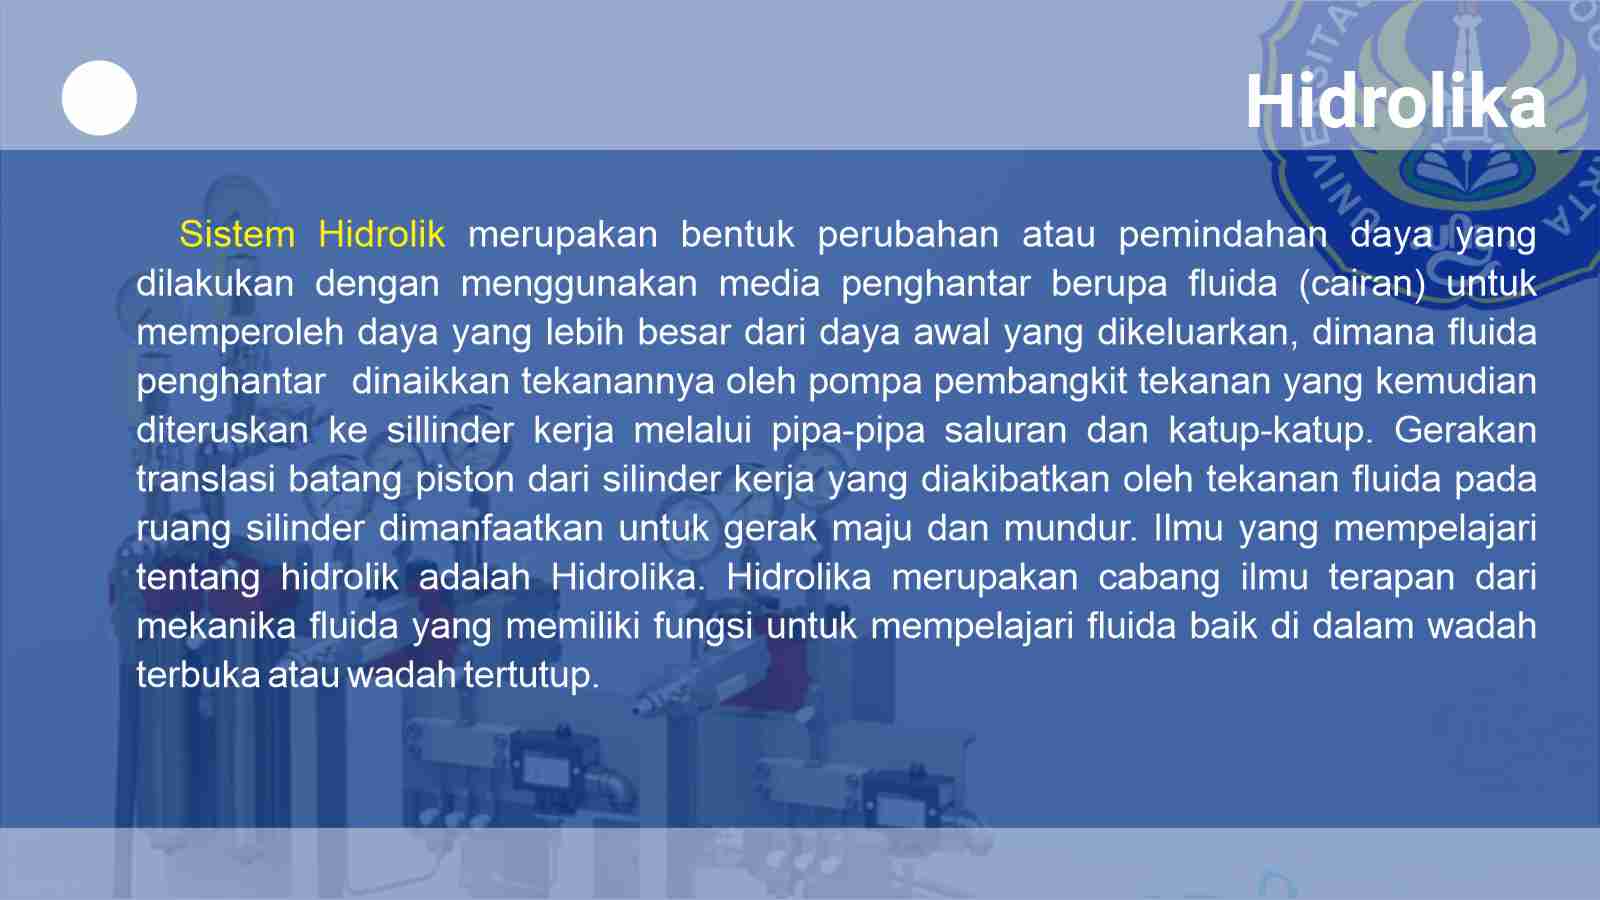 Hidrolika
Sistem Hidrolik merupakan bentuk perubahan atau pemindahan daya yang
dilakukan dengan menggunakan media penghantar berupa fluida (cairan) untuk
memperoleh daya yang lebih besar dari daya awal yang dikeluarkan, dimana fluida
penghantar dinaikkan tekanannya oleh pompa pembangkit tekanan yang kemudian
diteruskan ke sillinder kerja melalui pipa-pipa saluran dan katup-katup. Gerakan
translasi batang piston dari silinder kerja yang diakibatkan oleh tekanan fluida pada
ruang silinder dimanfaatkan untuk gerak maju dan mundur. Ilmu yang mempelajari
tentang hidrolik adalah Hidrolika. Hidrolika merupakan cabang ilmu terapan dari
mekanika fluida yang memiliki fungsi untuk mempelajari fluida baik di dalam wadah
terbuka atau wadah tertutup.
UNIVERSITAS